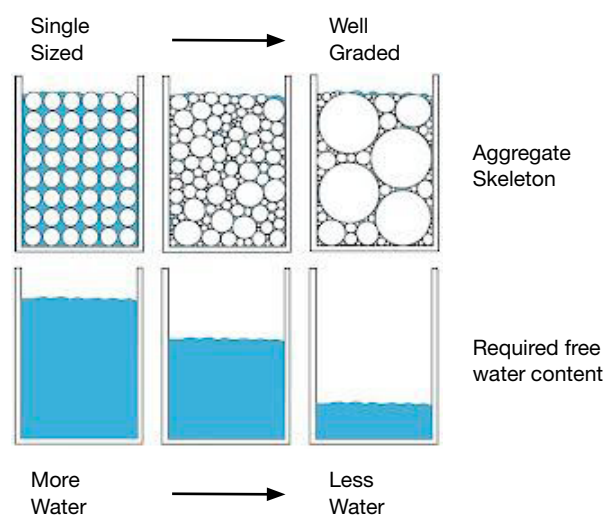 Single
Sized
Well
Graded
Aggregate
Skeleton
Required free
water content
More
Water
Less
Water